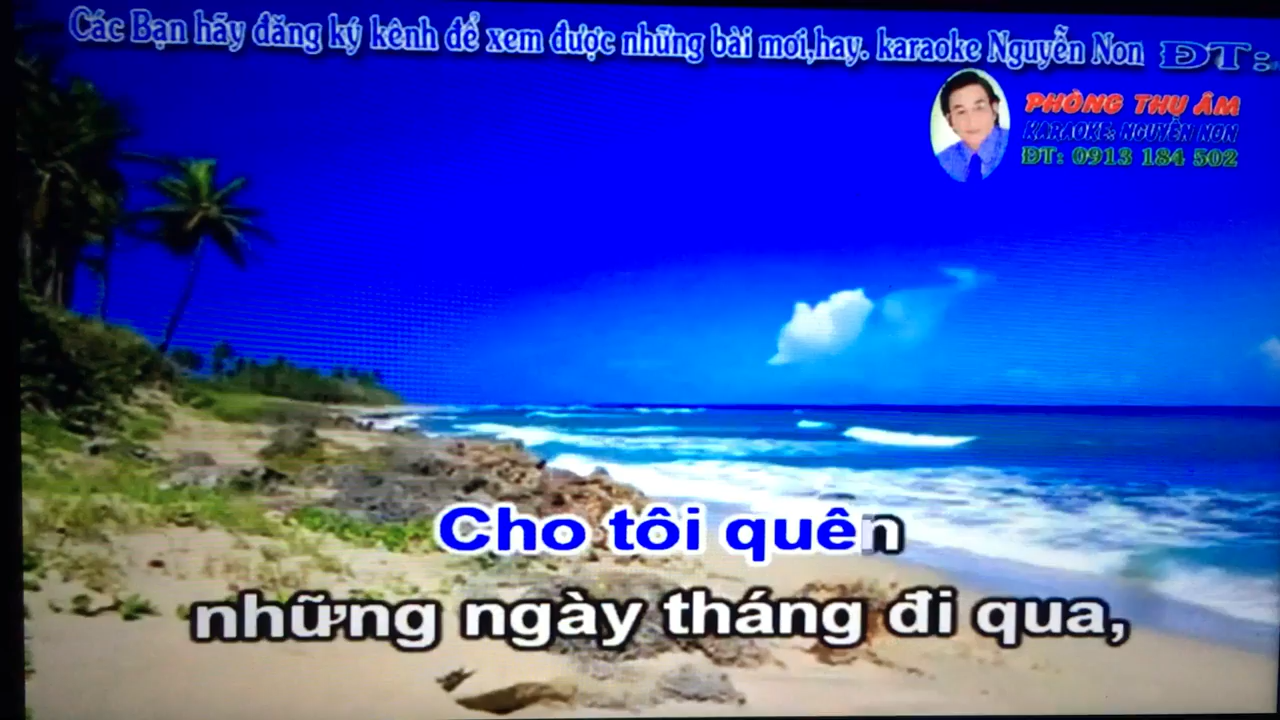 Các Bạn hãy đăng ký kênh để xem được những bài mới,hay. karaoke Nguyễn Non ĐT:
PHÒNG THU ÂM
KARAOKE: NGUYỄN NON
ĐT: 0913 184 502
Cho tôi quên
những ngày tháng đi qua,